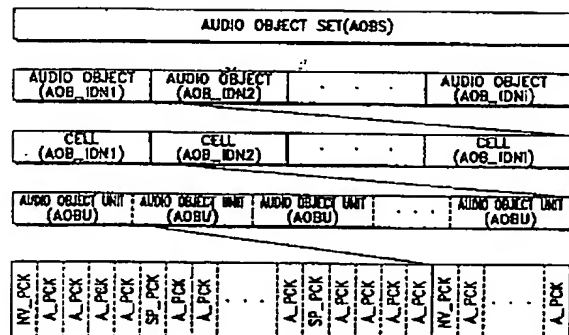 AUDIO OBJECT SET(AOBS)
AUDIO OBJECT (AOB_IDN1) AUDIO OBJECT (AOB_IDN2) . . . AUDIO OBJECT (AOB_IDNi)
CELL (AOB_IDN1) CELL (AOB_IDN2) . . . CELL (AOB_IDNi)
AUDIO OBJECT UNIT (AOBU) AUDIO OBJECT UNIT (AOBU) AUDIO OBJECT UNIT (AOBU) . . . AUDIO OBJECT UNIT (AOBU)
NV_PCK A_PCK A_PCK A_PCK A_PCK SP_PCK A_PCK . . . A_PCK SP_PCK A_PCK A_PCK A_PCK A_PCK NV_PCK A_PCK . . . A_PCK